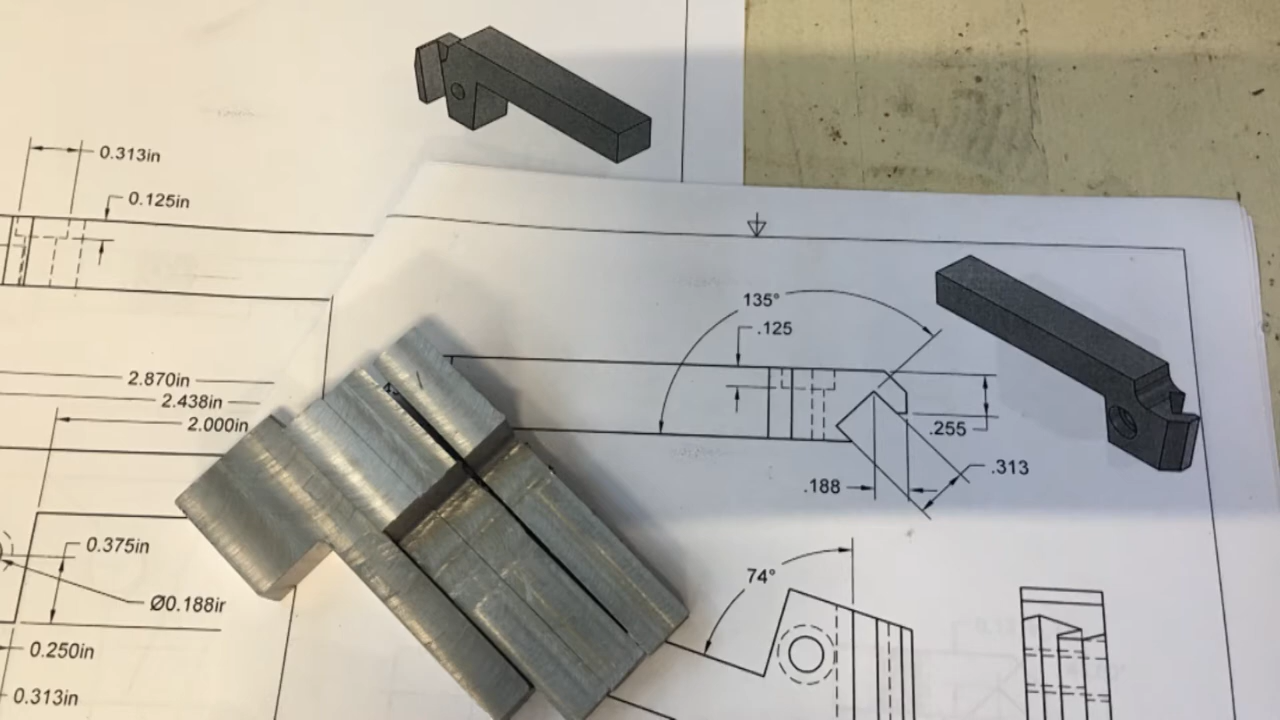 0.313in
0.125in
2.870in
2.438in
2.000in
0.375in
Ø0.188in
0.250in
0.313in
135°
.125
.255
.313
.188
74°